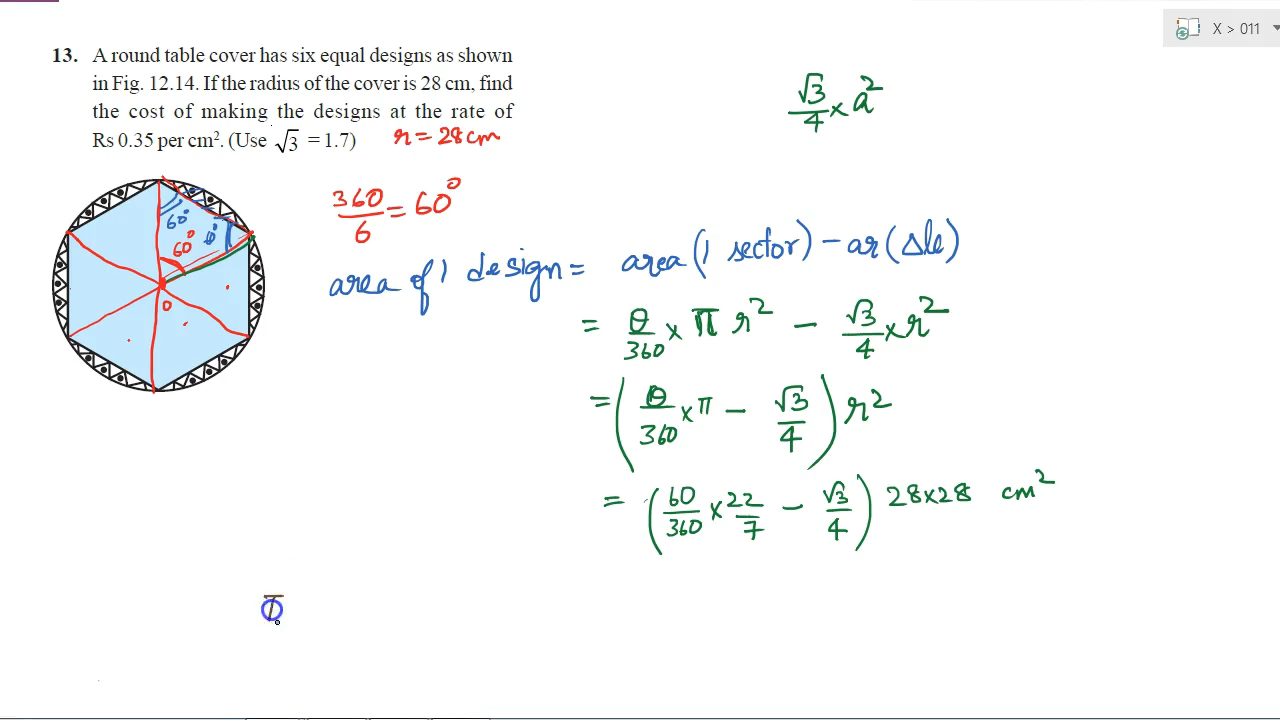 X > 011
13. A round table cover has six equal designs as shown
in Fig. 12.14. If the radius of the cover is 28 cm, find
the cost of making the designs at the rate of
Rs 0.35 per cm². (Use √3 = 1.7) r = 28 cm
√3/4 × a²
360/6 = 60°
60°
60°
0
area of 1 design = area (1 sector) − ar (Δle)
= θ/360 × π r² − √3/4 × r²
= (θ/360 × π − √3/4) r²
= (60/360 × 22/7 − √3/4) 28×28 cm²